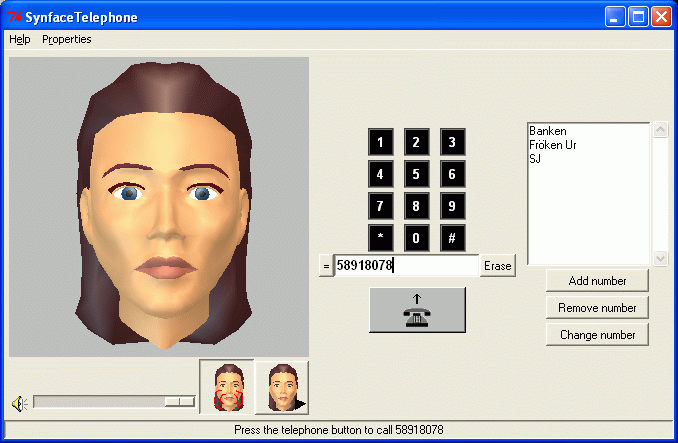 SynfaceTelephone
Help Properties
1 2 3
4 5 6
7 8 9
* 0 #
= 58918078 Erase
Banken
Fröken Ur
SJ
Add number
Remove number
Change number
Press the telephone button to call 58918078